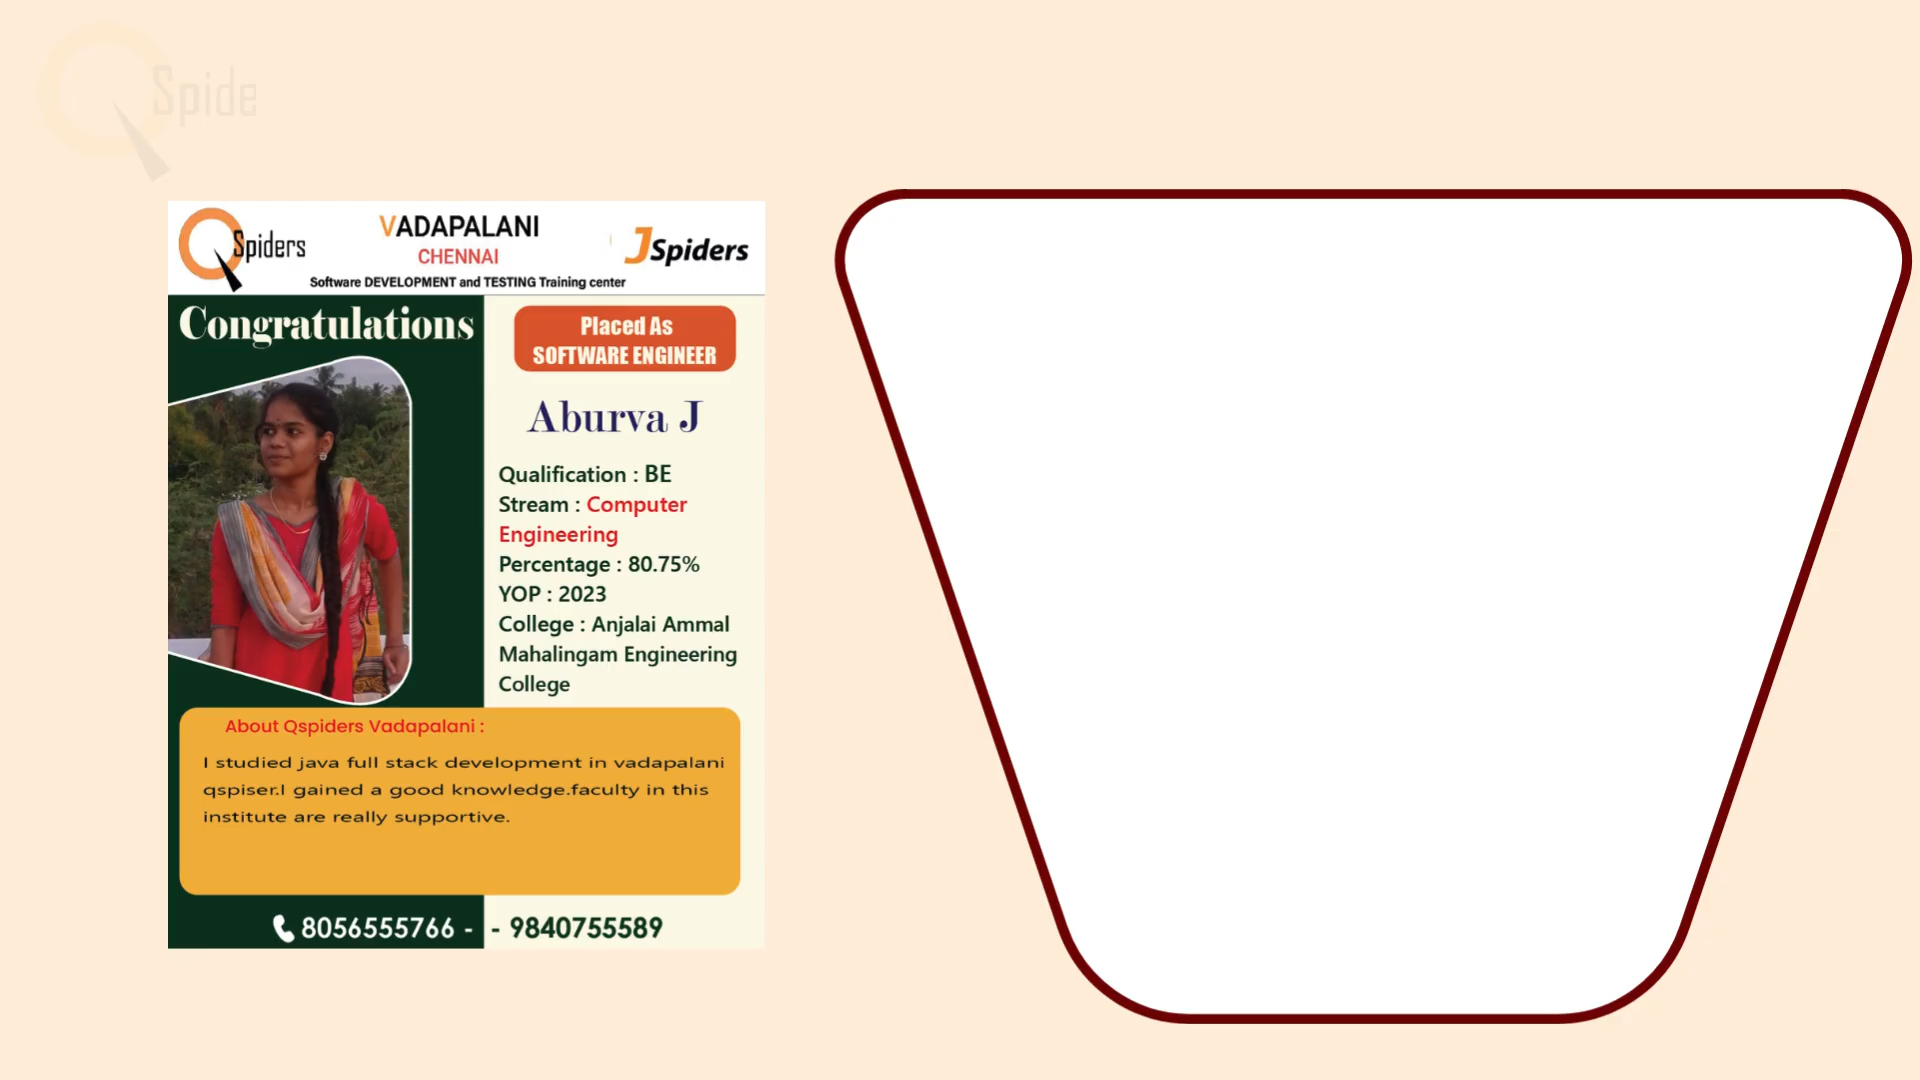 Spide
Spiders
VADAPALANI
CHENNAI
JSpiders
Software DEVELOPMENT and TESTING Training center
Congratulations
Placed As
SOFTWARE ENGINEER
Aburva J
Qualification : BE
Stream : Computer
Engineering
Percentage : 80.75%
YOP : 2023
College : Anjalai Ammal
Mahalingam Engineering
College
About Qspiders Vadapalani :
I studied java full stack development in vadapalani
qspiser.I gained a good knowledge.faculty in this
institute are really supportive.
8056555766 - - 9840755589